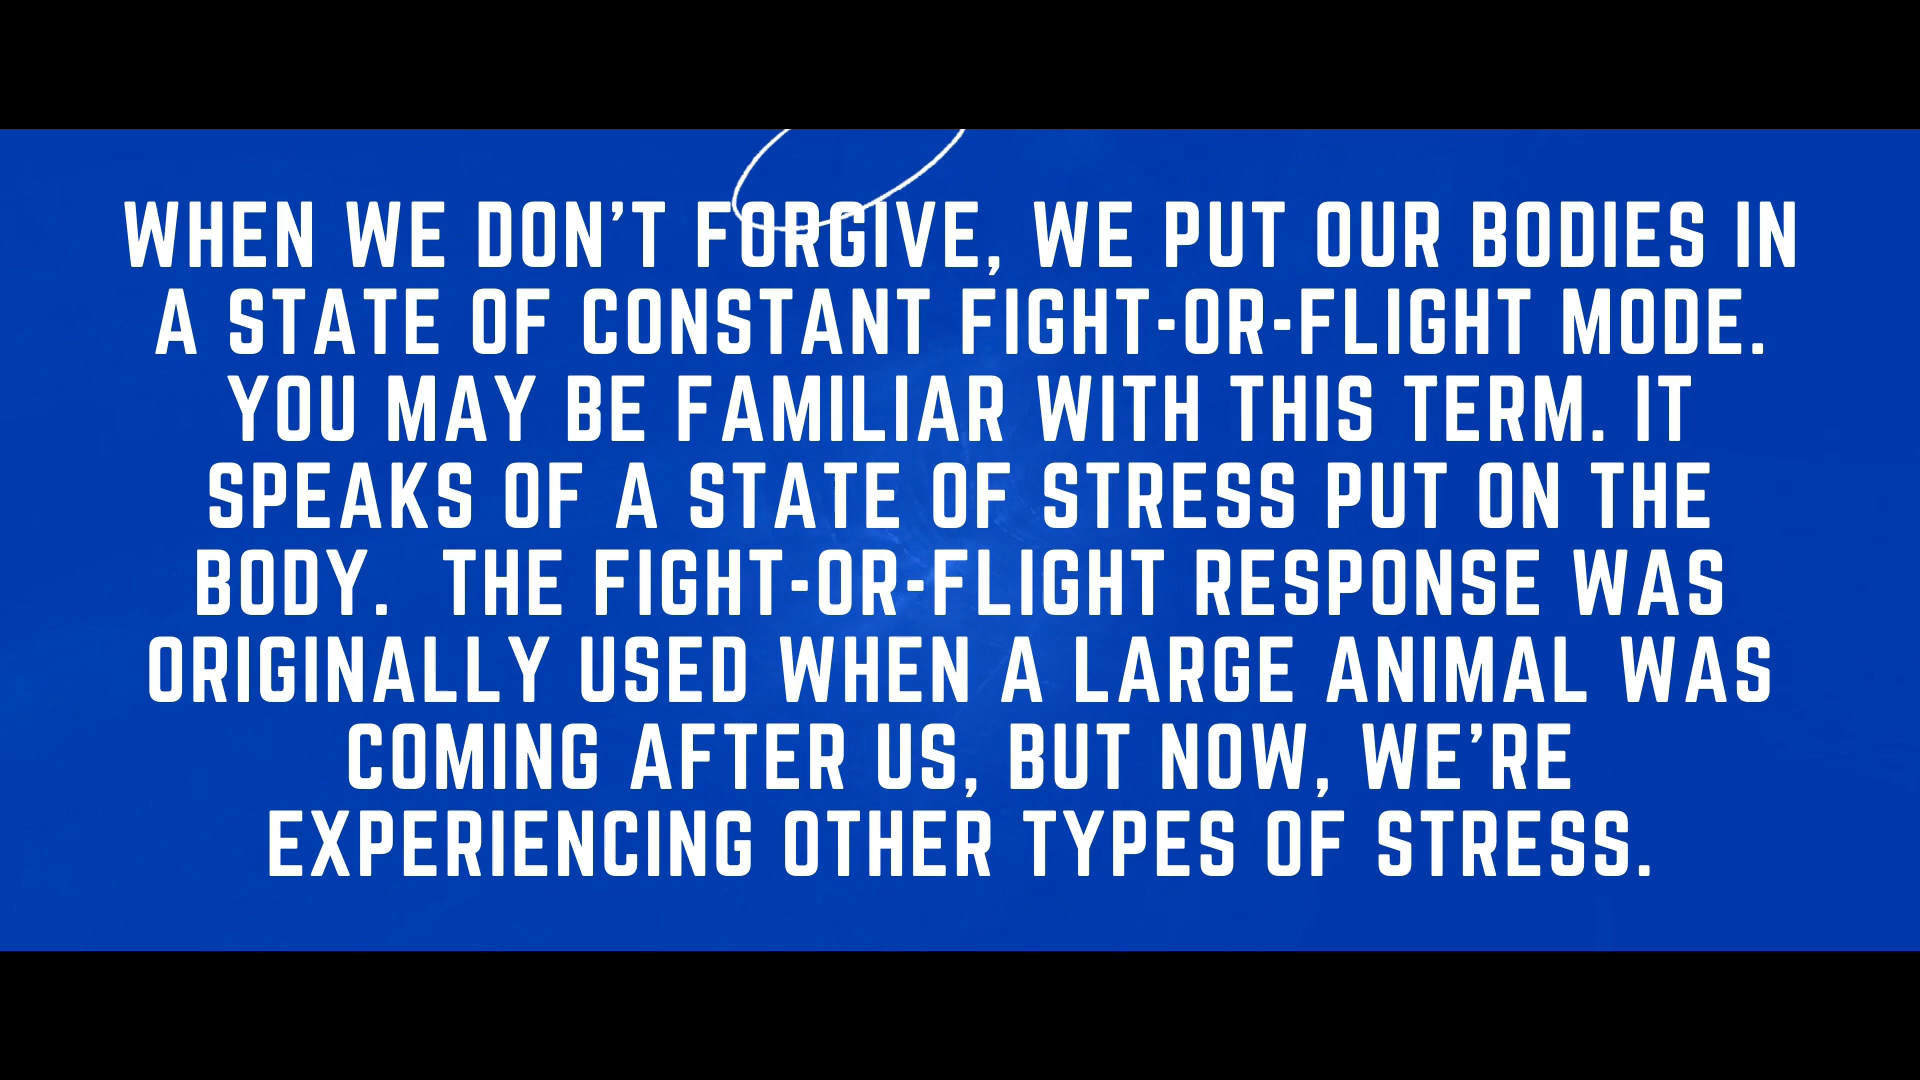 WHEN WE DON’T FORGIVE, WE PUT OUR BODIES IN
A STATE OF CONSTANT FIGHT-OR-FLIGHT MODE.
YOU MAY BE FAMILIAR WITH THIS TERM. IT
SPEAKS OF A STATE OF STRESS PUT ON THE
BODY.  THE FIGHT-OR-FLIGHT RESPONSE WAS
ORIGINALLY USED WHEN A LARGE ANIMAL WAS
COMING AFTER US, BUT NOW, WE’RE
EXPERIENCING OTHER TYPES OF STRESS.